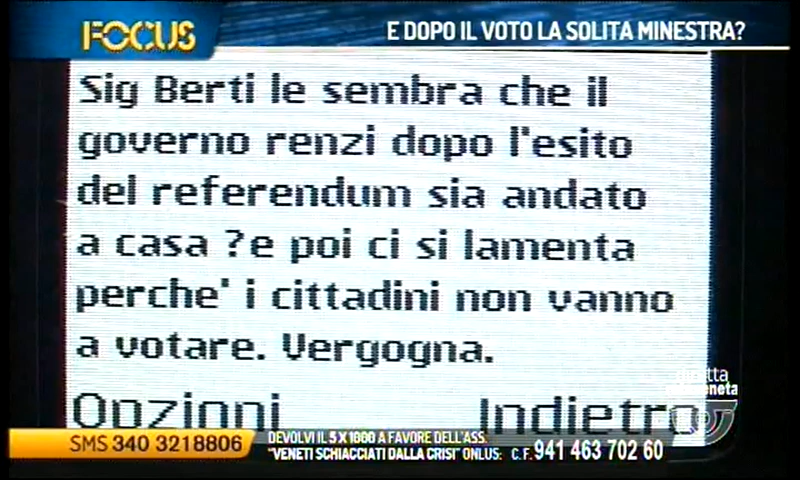 FOCUS
E DOPO IL VOTO LA SOLITA MINESTRA?
Sig Berti le sembra che il
governo renzi dopo l'esito
del referendum sia andato
a casa ?e poi ci si lamenta
perche' i cittadini non vanno
a votare. Vergogna.
Opzioni Indietro
SMS 340 3218806
DEVOLVI IL 5 X 1000 A FAVORE DELL'ASS.
"VENETI SCHIACCIATI DALLA CRISI" ONLUS: C.F. 941 463 702 60